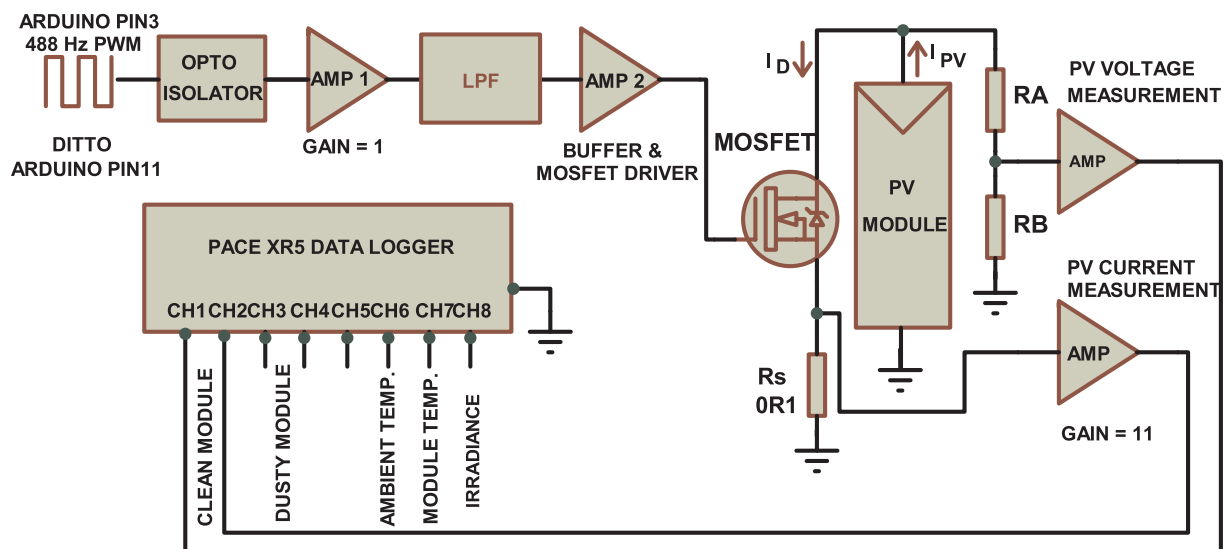 ARDUINO PIN3
488 Hz PWM
DITTO
ARDUINO PIN11
OPTO
ISOLATOR
AMP 1
GAIN = 1
LPF
AMP 2
BUFFER &
MOSFET DRIVER
MOSFET
I D
I PV
PV
MODULE
RA
RB
PV VOLTAGE
MEASUREMENT
AMP
PV CURRENT
MEASUREMENT
AMP
GAIN = 11
Rs
0R1
PACE XR5 DATA LOGGER
CH1 CH2 CH3 CH4 CH5 CH6 CH7 CH8
CLEAN MODULE
DUSTY MODULE
AMBIENT TEMP.
MODULE TEMP.
IRRADIANCE